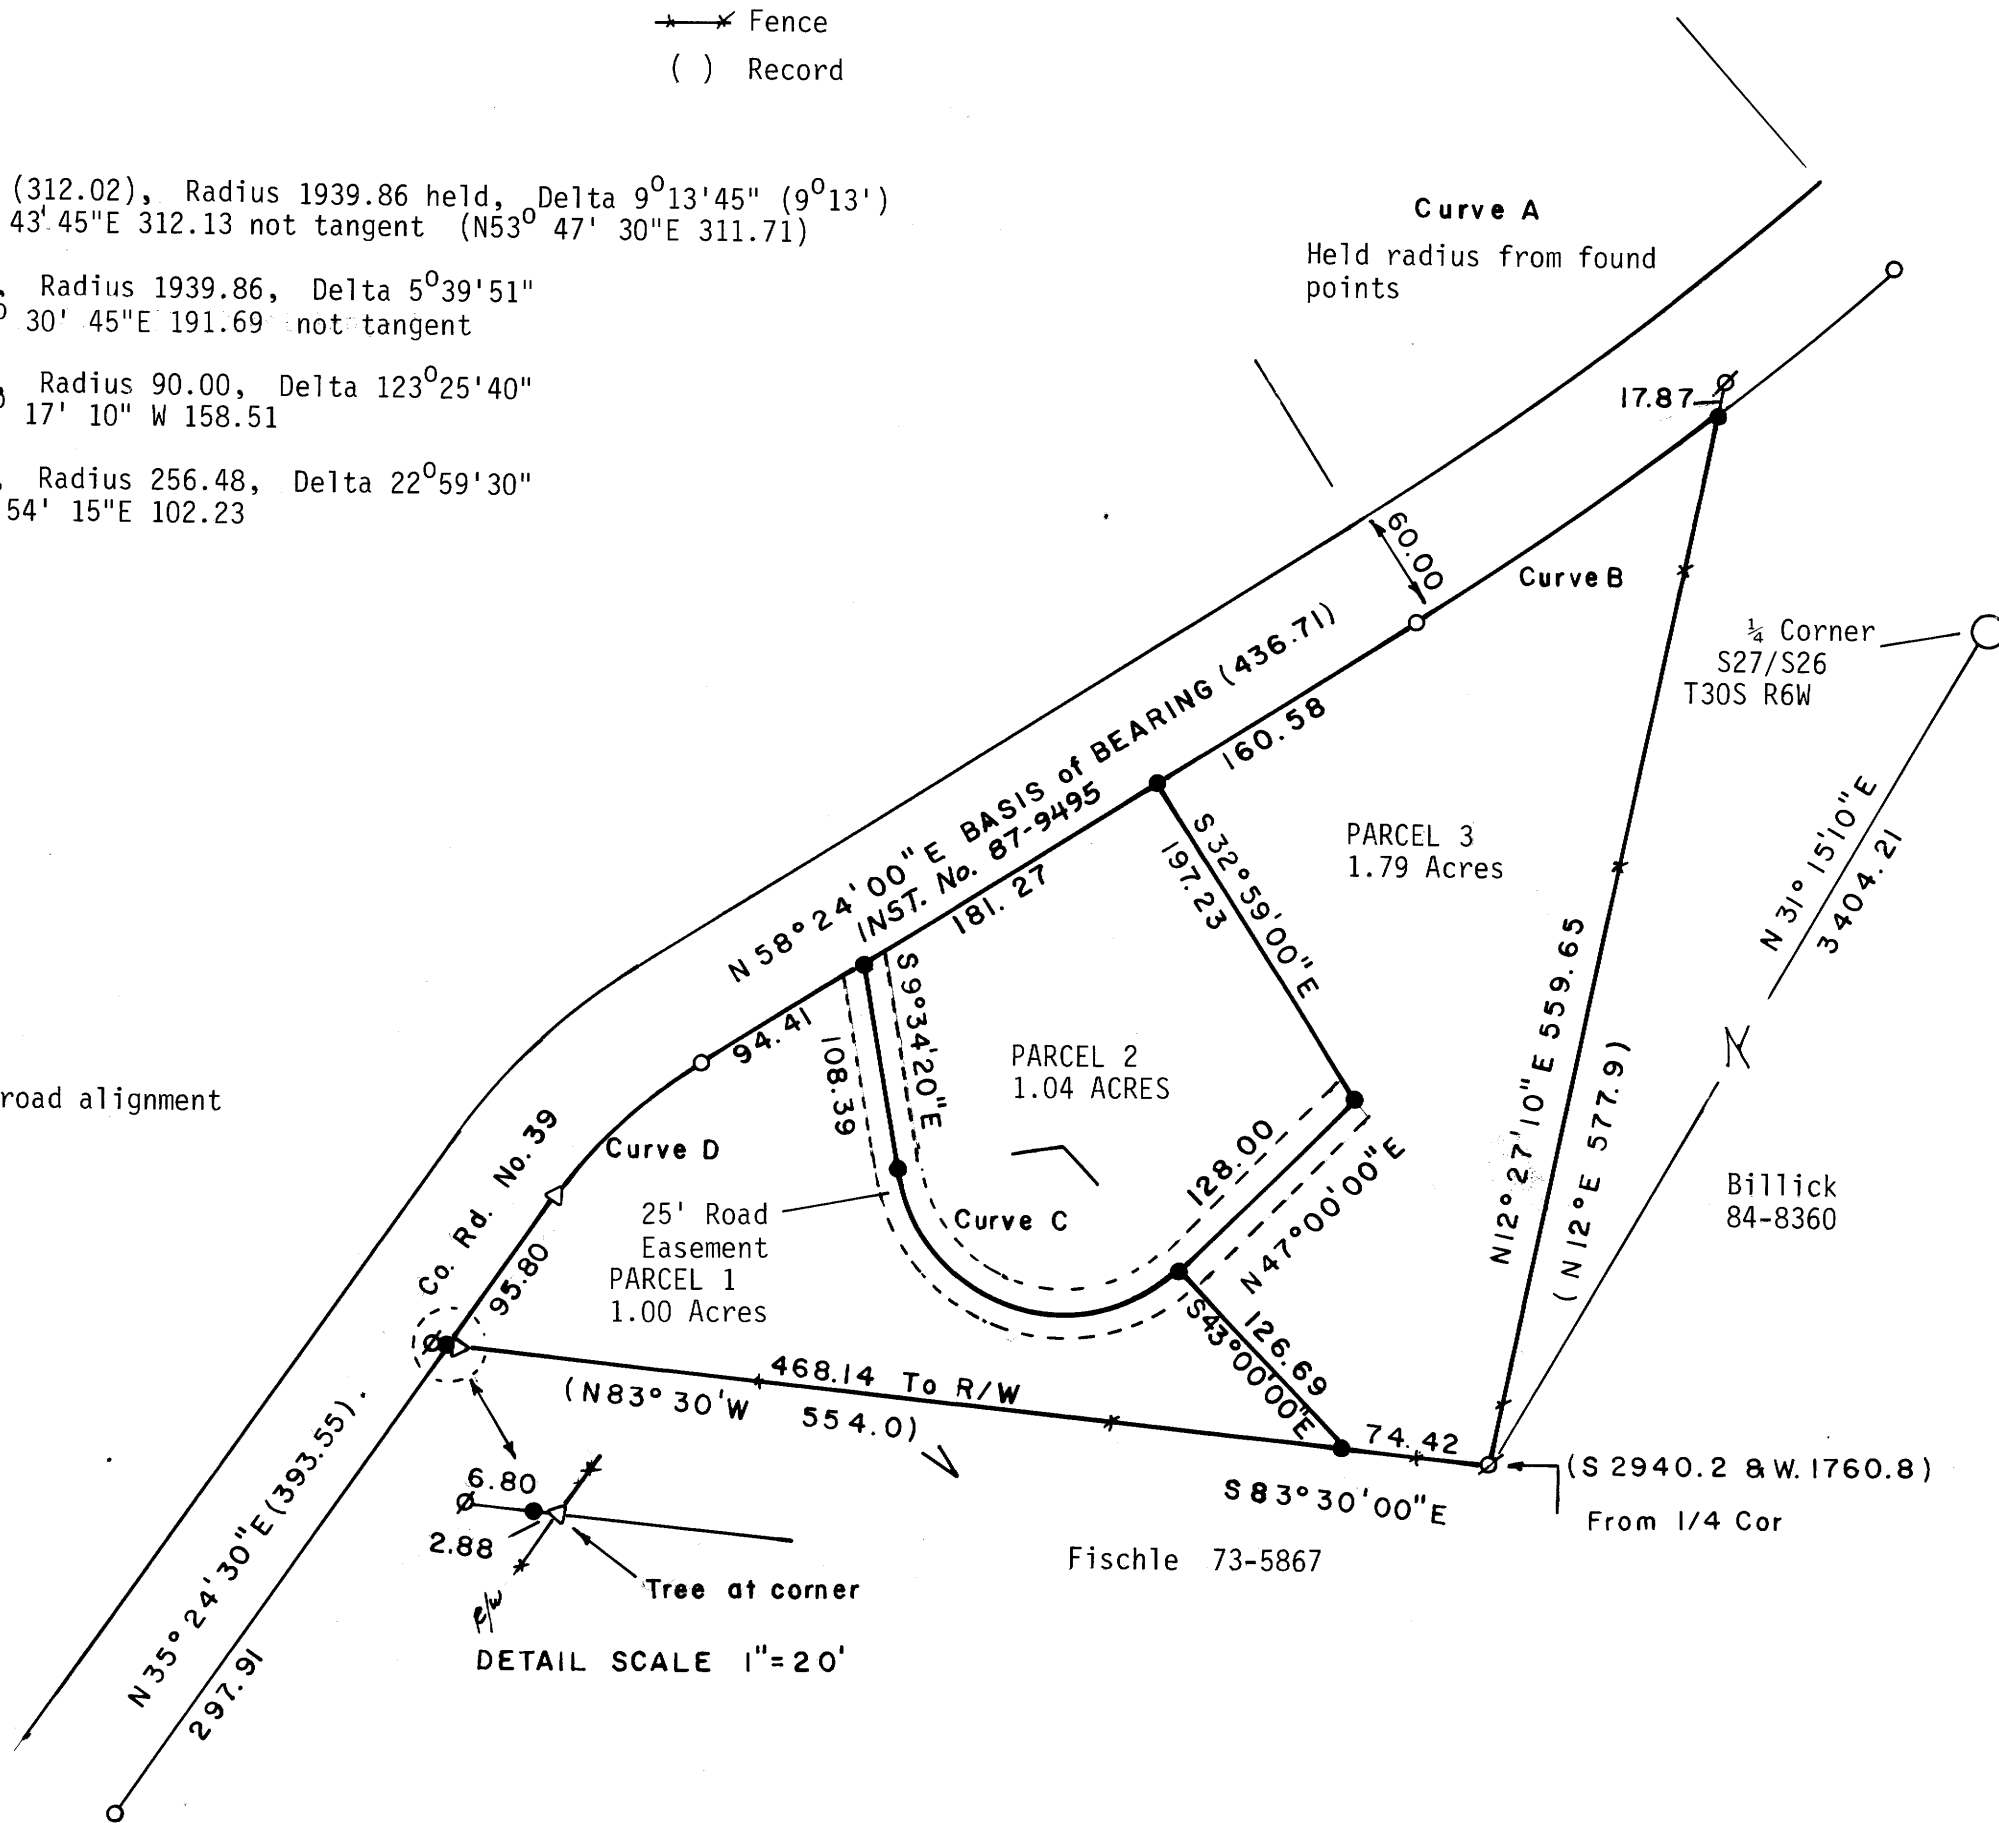 Fence
( ) Record
(312.02), Radius 1939.86 held, Delta 9°13'45" (9°13')
43' 45"E 312.13 not tangent (N53° 47' 30"E 311.71)
Radius 1939.86, Delta 5°39'51"
30' 45"E 191.69 not tangent
Radius 90.00, Delta 123°25'40"
17' 10" W 158.51
Radius 256.48, Delta 22°59'30"
54' 15"E 102.23
Curve A
Held radius from found
points
17.87
60.00
Curve B
¼ Corner
S27/S26
T30S R6W
N 58° 24' 00" E BASIS of BEARING (436.71)
INST. No. 87-9495
160.58
181.27
94.41
S 32° 59' 00" E
197.23
PARCEL 3
1.79 Acres
N 31° 15' 10" E
3404.21
S 9° 34' 20" E
108.39
PARCEL 2
1.04 ACRES
N
road alignment
Co. Rd. No. 39
Curve D
128.00
N 47° 00' 00" E
N 12° 27' 10" E 559.65
(N 12° E 577.9)
Billick
84-8360
25' Road
Easement
Curve C
PARCEL 1
1.00 Acres
95.80
S 43° 00' 00" E
126.69
468.14 To R/W
(N 83° 30' W 554.0)
74.42
S 83° 30' 00" E
(S 2940.2 & W. 1760.8)
From 1/4 Cor
N 35° 24' 30" E (393.55)
297.91
6.80
2.88
R/W
Tree at corner
DETAIL SCALE 1"=20'
Fischle 73-5867